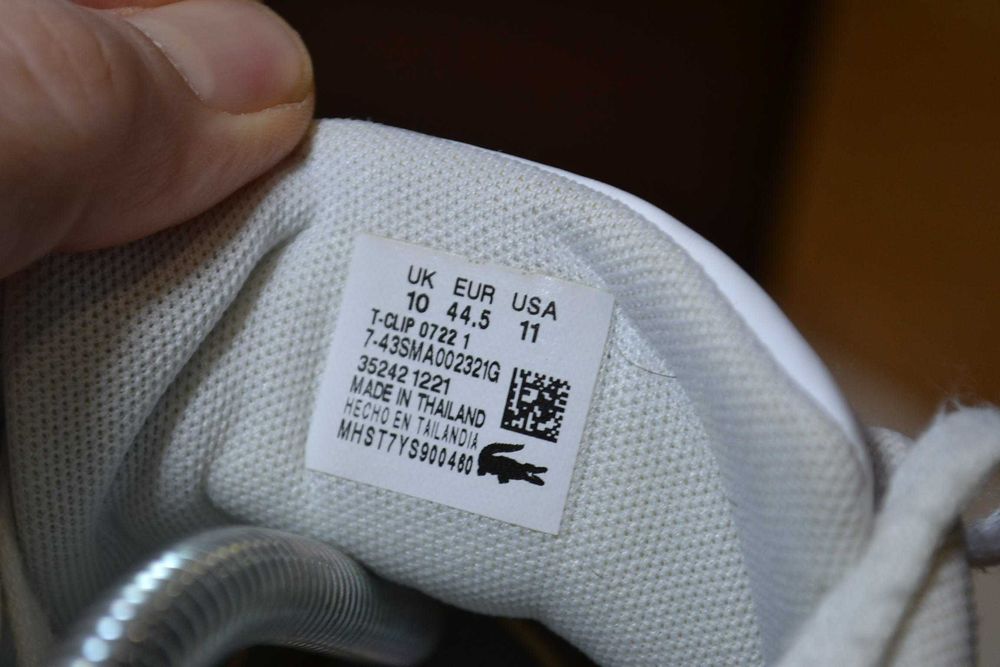 UK EUR USA
10 44.5 11
T-CLIP 0722 1
7-43SMA002321G
35242 1221
MADE IN THAILAND
HECHO EN TAILANDIA
MHST7YS900460